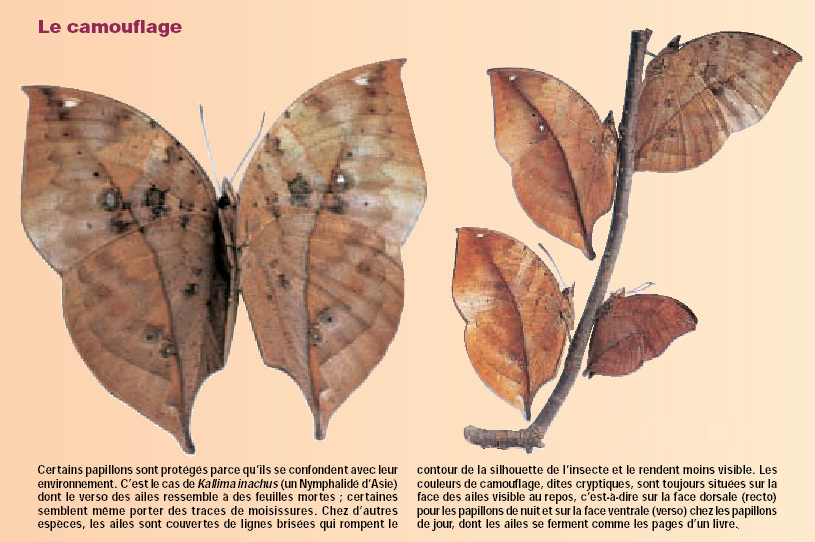 Le camouflage
Certains papillons sont protégés parce qu'ils se confondent avec leur
environnement. C'est le cas de Kallima inachus (un Nymphalidé d'Asie)
dont le verso des ailes ressemble à des feuilles mortes ; certaines
semblent même porter des traces de moisissures. Chez d'autres
espèces, les ailes sont couvertes de lignes brisées qui rompent le
contour de la silhouette de l'insecte et le rendent moins visible. Les
couleurs de camouflage, dites cryptiques, sont toujours situées sur la
face des ailes visible au repos, c'est-à-dire sur la face dorsale (recto)
pour les papillons de nuit et sur la face ventrale (verso) chez les papillons
de jour, dont les ailes se ferment comme les pages d'un livre.